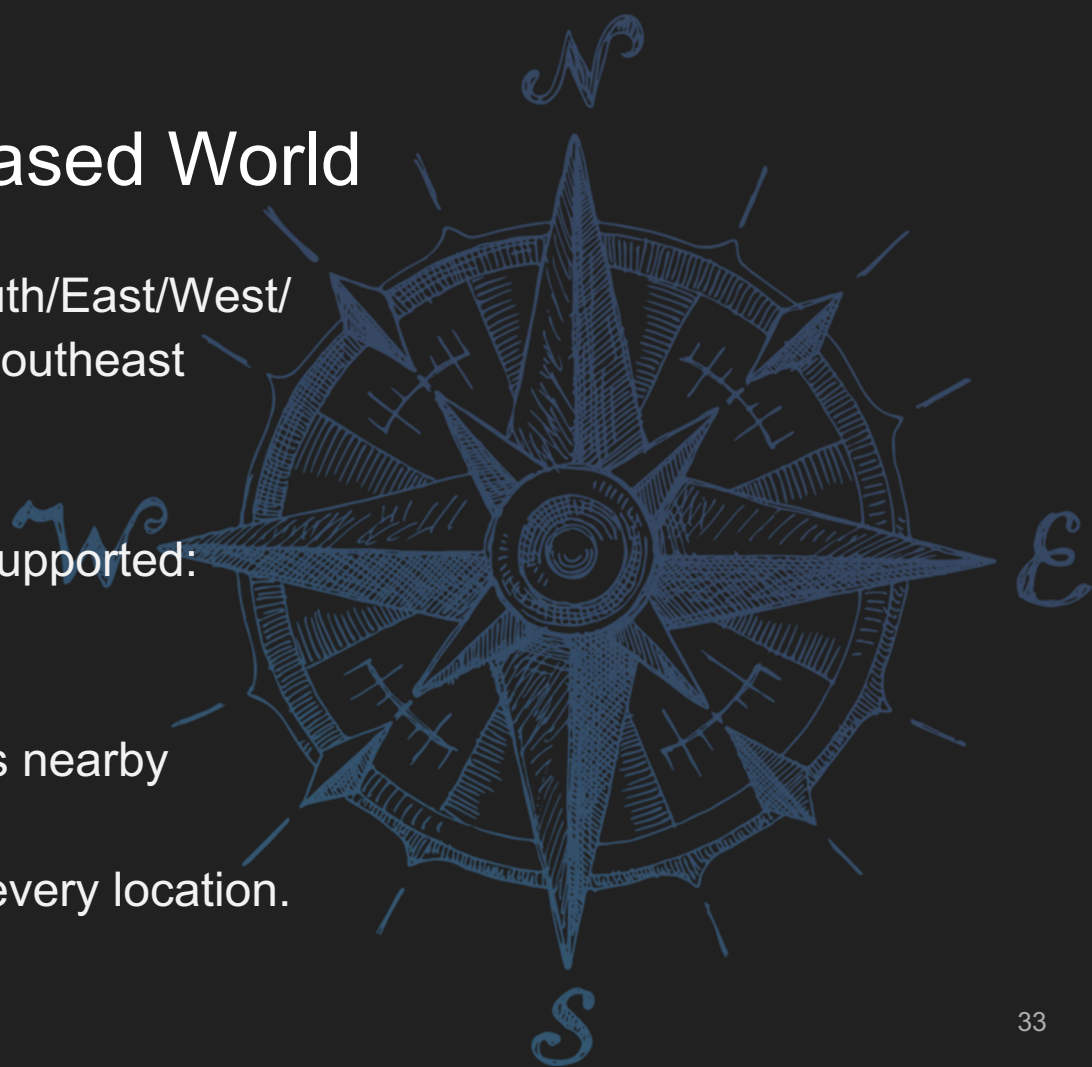 N
ased World
uth/East/West/
outheast
W
E
upported:
s nearby
every location.
S
33